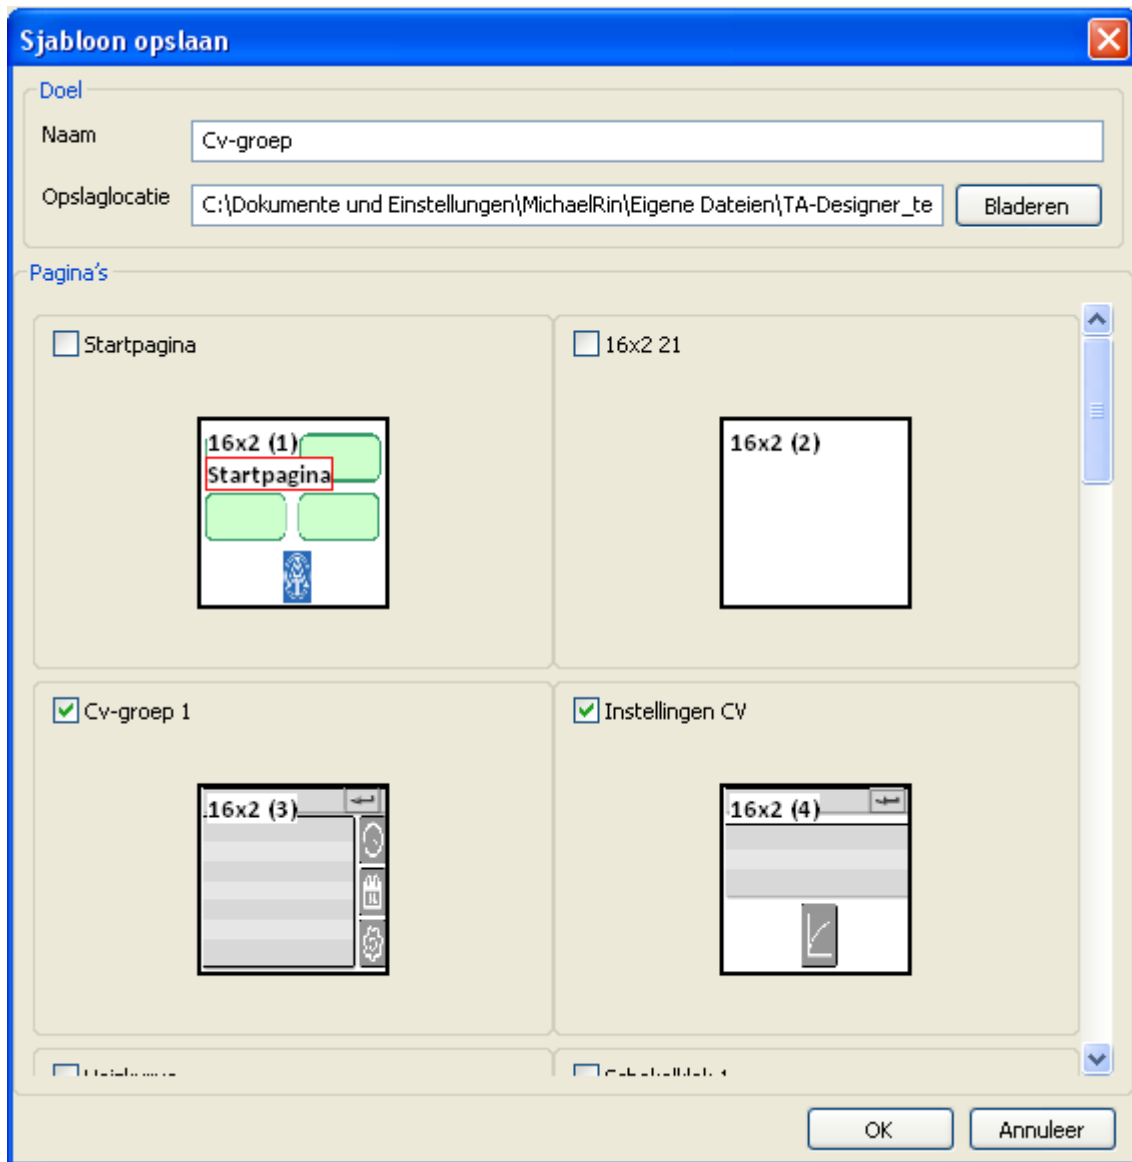 Sjabloon opslaan
Doel
Naam
Cv-groep
Opslaglocatie
C:\Dokumente und Einstellungen\MichaelRin\Eigene Dateien\TA-Designer_te
Bladeren
Pagina's
Startpagina
16x2 21
16x2 (1)
Startpagina
16x2 (2)
Cv-groep 1
Instellingen CV
16x2 (3)
16x2 (4)
OK
Annuleer